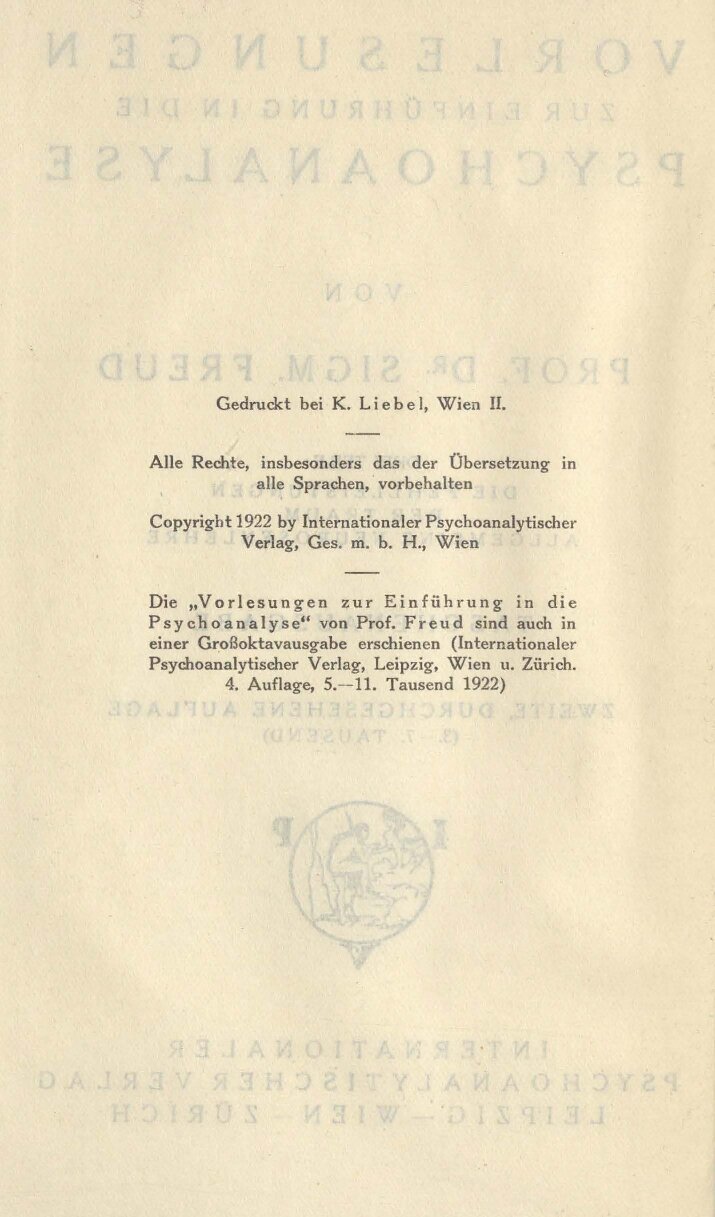 Gedruckt bei K. Liebel, Wien II.
Alle Rechte, insbesonders das der Übersetzung in
alle Sprachen, vorbehalten
Copyright 1922 by Internationaler Psychoanalytischer
Verlag, Ges. m. b. H., Wien
Die „Vorlesungen zur Einführung in die
Psychoanalyse“ von Prof. Freud sind auch in
einer Großoktavausgabe erschienen (Internationaler
Psychoanalytischer Verlag, Leipzig, Wien u. Zürich.
4. Auflage, 5.—11. Tausend 1922)